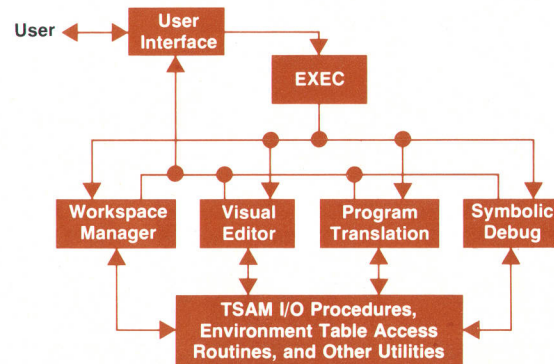 User
User
Interface
EXEC
Workspace
Manager
Visual
Editor
Program
Translation
Symbolic
Debug
TSAM I/O Procedures,
Environment Table Access
Routines, and Other Utilities